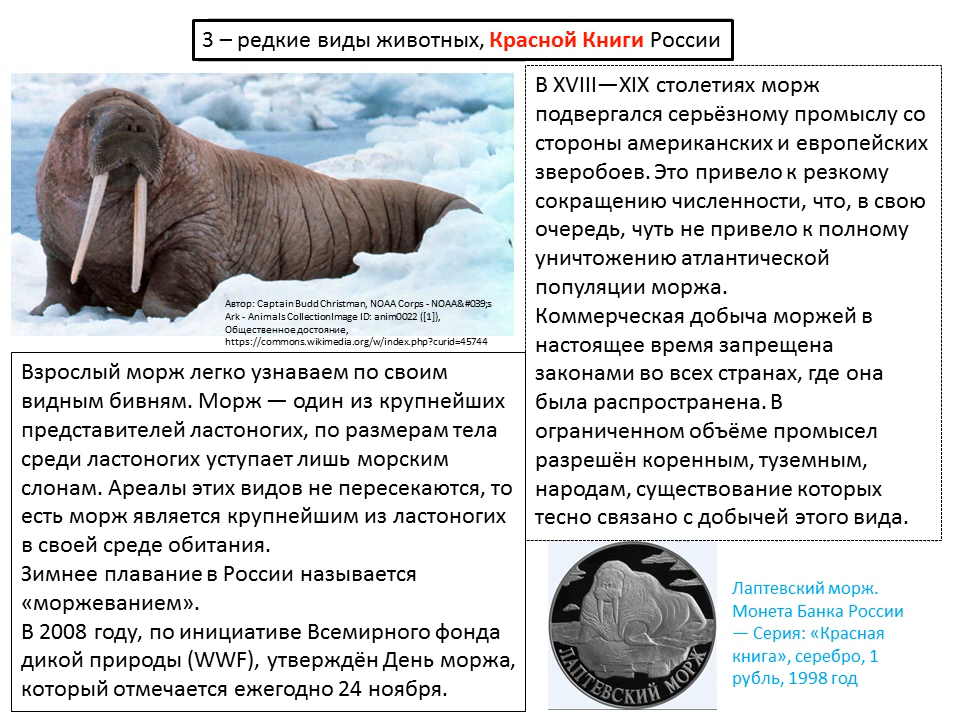 3 – редкие виды животных, Красной Книги России
Автор: Captain Budd Christman, NOAA Corps - NOAA&#039;s
Ark - Animals CollectionImage ID: anim0022 ([1]),
Общественное достояние,
https://commons.wikimedia.org/w/index.php?curid=45744
Взрослый морж легко узнаваем по своим
видным бивням. Морж — один из крупнейших
представителей ластоногих, по размерам тела
среди ластоногих уступает лишь морским
слонам. Ареалы этих видов не пересекаются, то
есть морж является крупнейшим из ластоногих
в своей среде обитания.
Зимнее плавание в России называется
«моржеванием».
В 2008 году, по инициативе Всемирного фонда
дикой природы (WWF), утверждён День моржа,
который отмечается ежегодно 24 ноября.
В XVIII—XIX столетиях морж
подвергался серьёзному промыслу со
стороны американских и европейских
зверобоев. Это привело к резкому
сокращению численности, что, в свою
очередь, чуть не привело к полному
уничтожению атлантической
популяции моржа.
Коммерческая добыча моржей в
настоящее время запрещена
законами во всех странах, где она
была распространена. В
ограниченном объёме промысел
разрешён коренным, туземным,
народам, существование которых
тесно связано с добычей этого вида.
ЛАПТЕВСКИЙ МОРЖ
Лаптевский морж.
Монета Банка России
— Серия: «Красная
книга», серебро, 1
рубль, 1998 год